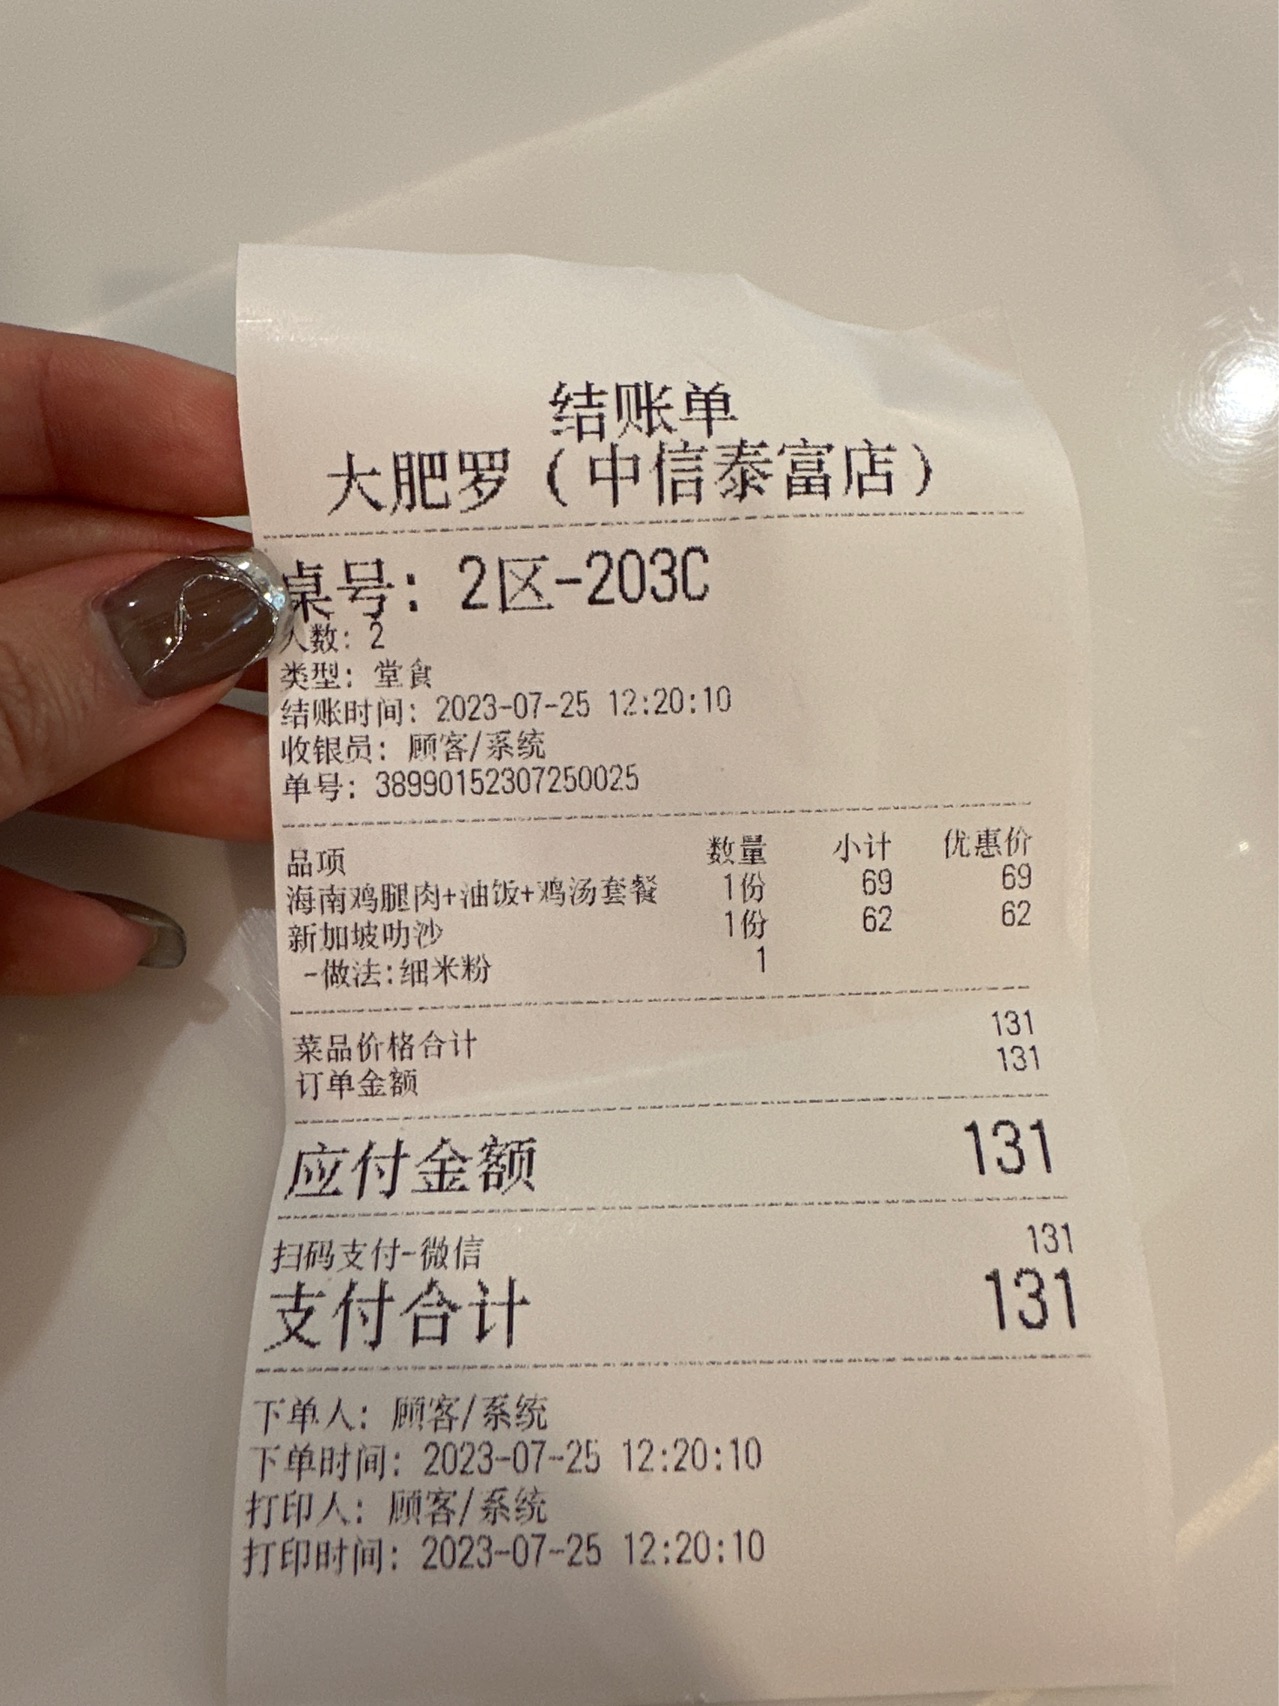 结账单
大肥罗（中信泰富店）
桌号：2区-203C
人数：2
类型：堂食
结账时间：2023-07-25 12:20:10
收银员：顾客/系统
单号：38990152307250025
品项 数量 小计 优惠价
海南鸡腿肉+油饭+鸡汤套餐 1份 69 69
新加坡叻沙 1份 62 62
-做法:细米粉 1
菜品价格合计 131
订单金额 131
应付金额 131
扫码支付-微信 131
支付合计 131
下单人：顾客/系统
下单时间：2023-07-25 12:20:10
打印人：顾客/系统
打印时间：2023-07-25 12:20:10